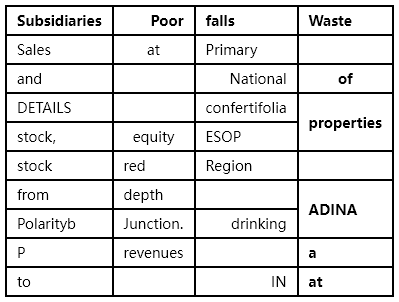 Subsidiaries Poor falls Waste
Sales at Primary
and National of
DETAILS confertifolia
properties
stock, equity ESOP
stock red Region
from depth
ADINA
Polarityb Junction. drinking
P revenues a
to IN at